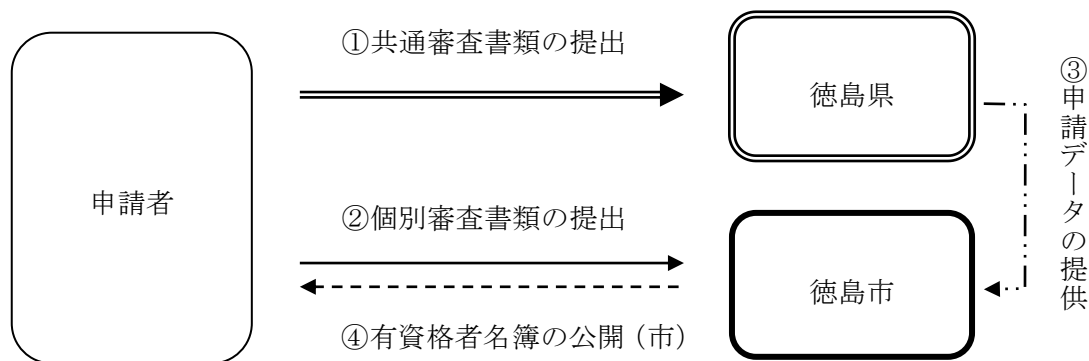 ①共通審査書類の提出
徳島県
③申請データの提供
申請者
②個別審査書類の提出
徳島市
④有資格者名簿の公開（市）